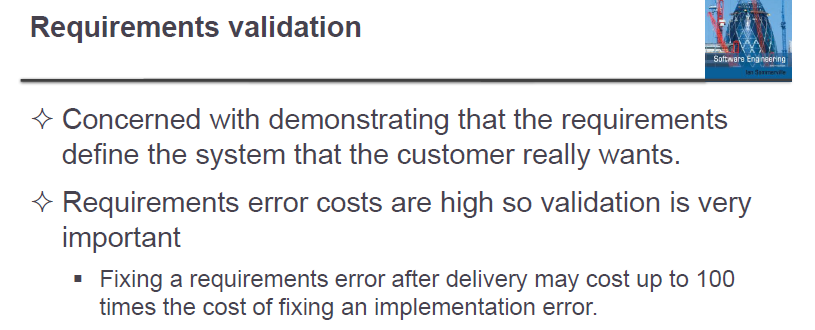 Requirements validation
Software Engineering
Ian Sommerville
✧ Concerned with demonstrating that the requirements
define the system that the customer really wants.
✧ Requirements error costs are high so validation is very
important
▪ Fixing a requirements error after delivery may cost up to 100
times the cost of fixing an implementation error.